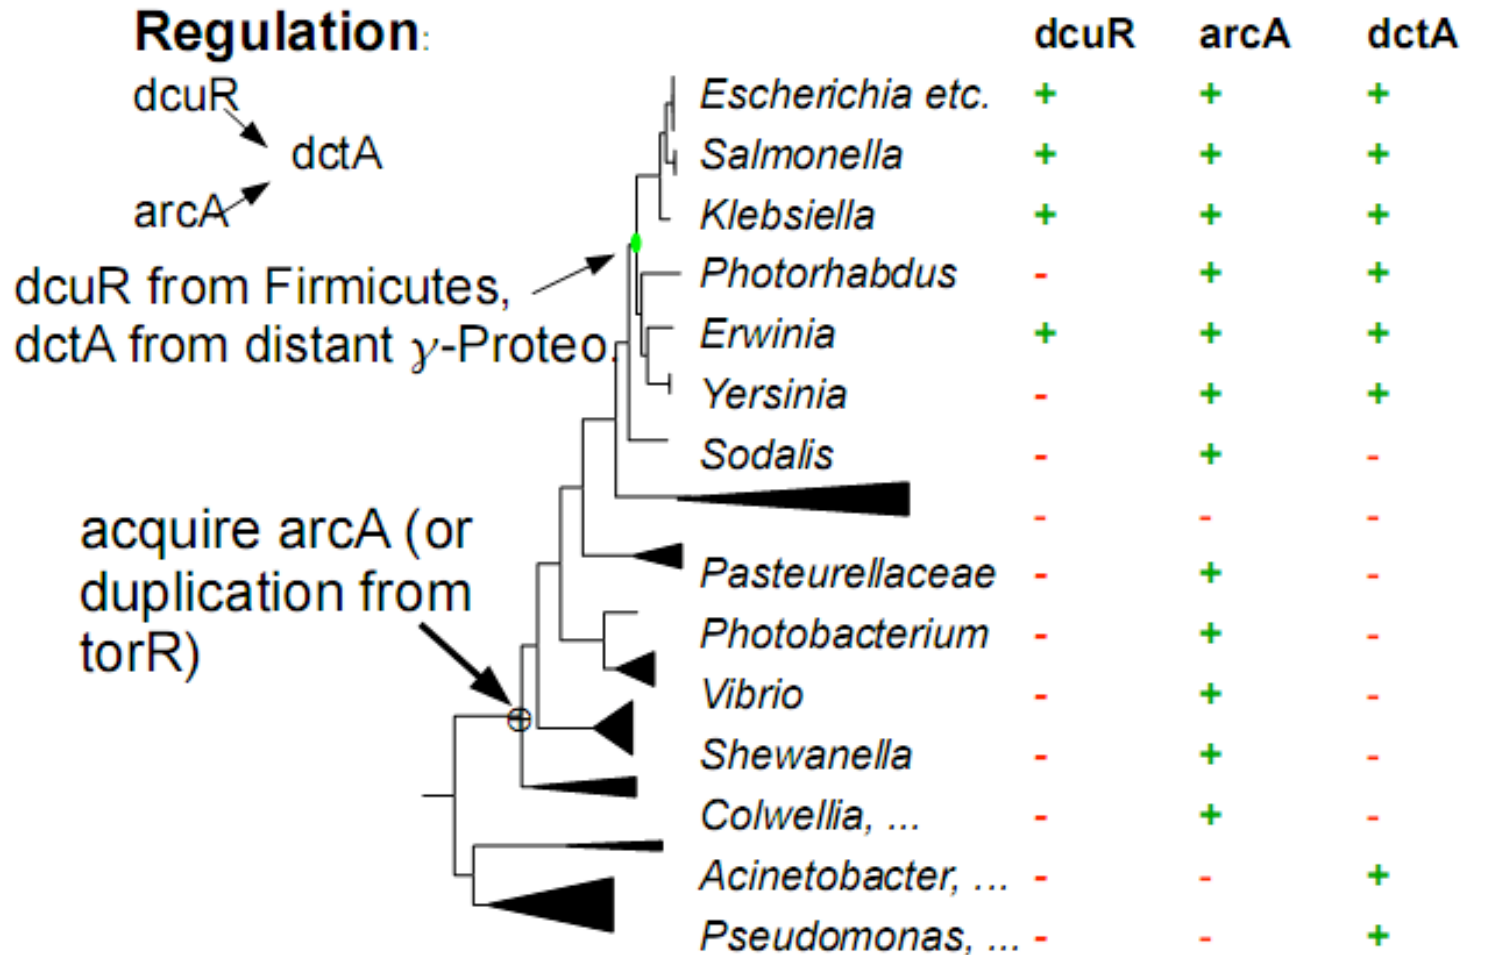 Regulation:
dcuR arcA dctA
dcuR
dctA
arcA
dcuR from Firmicutes,
dctA from distant γ-Proteo.
acquire arcA (or
duplication from
torR)
Escherichia etc. + + +
Salmonella + + +
Klebsiella + + +
Photorhabdus - + +
Erwinia + + +
Yersinia - + +
Sodalis - + -
- - -
Pasteurellaceae - + -
Photobacterium - + -
Vibrio - + -
Shewanella - + -
Colwellia, ... - + -
Acinetobacter, ... - - +
Pseudomonas, ... - - +